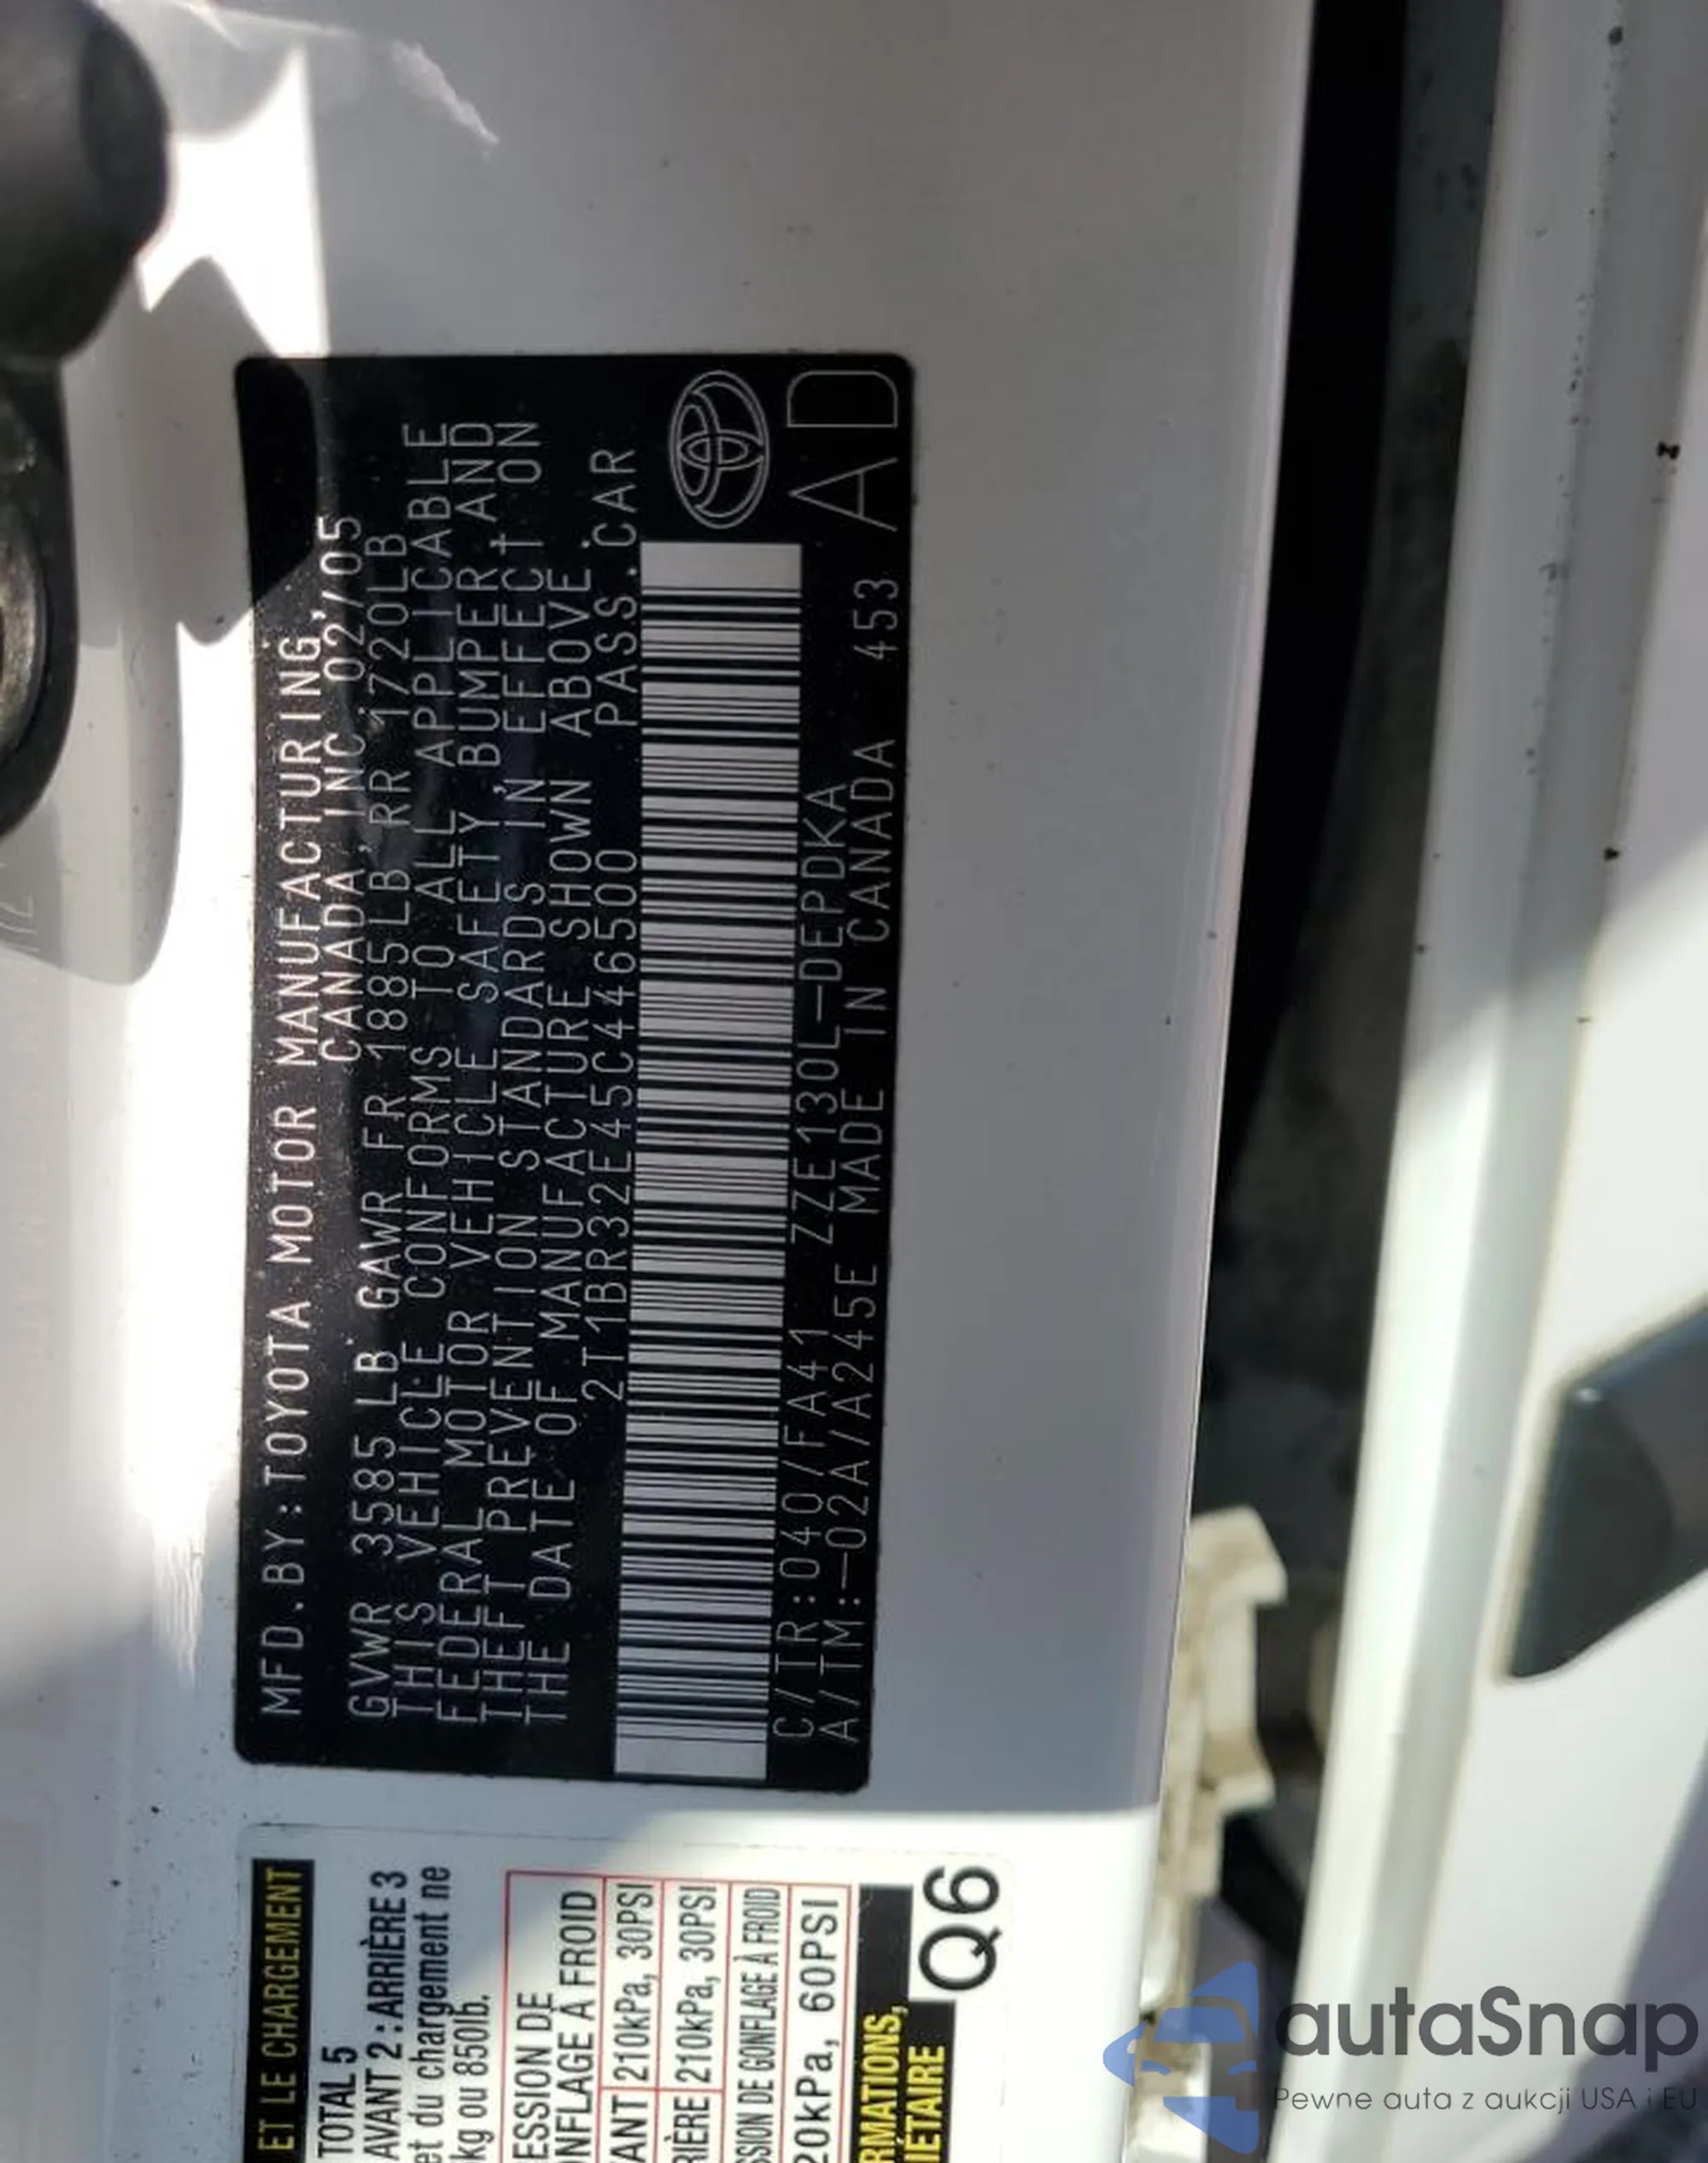 MFD.BY:TOYOTA MOTOR MANUFACTURING,
CANADA INC.02/05
GVWR 3585 LB GAWR FR 1885LB RR 1720LB
THIS VEHICLE CONFORMS TO ALL APPLICABLE
FEDERAL MOTOR VEHICLE SAFETY,BUMPER AND
THEFT PREVENTION STANDARDS IN EFFECT ON
THE DATE OF MANUFACTURE SHOWN ABOVE.
2T1BR32E45C446500 PASS.CAR
C/TR:040/FA41 ZZE130L-DEPDKA
A/TM:-02A/A245E MADE IN CANADA 453
AD
ET LE CHARGEMENT
TOTAL 5
AVANT 2 : ARRIÈRE 3
et du chargement ne
kg ou 850lb.
ESSION DE
ONFLAGE À FROID
VANT 210kPa, 30PSI
RIÈRE 210kPa, 30PSI
SSION DE GONFLAGE À FROID
20kPa, 60PSI
RMATIONS,
IÉTAIRE
Q6
autaSnap
Pewne auta z aukcji USA i EU